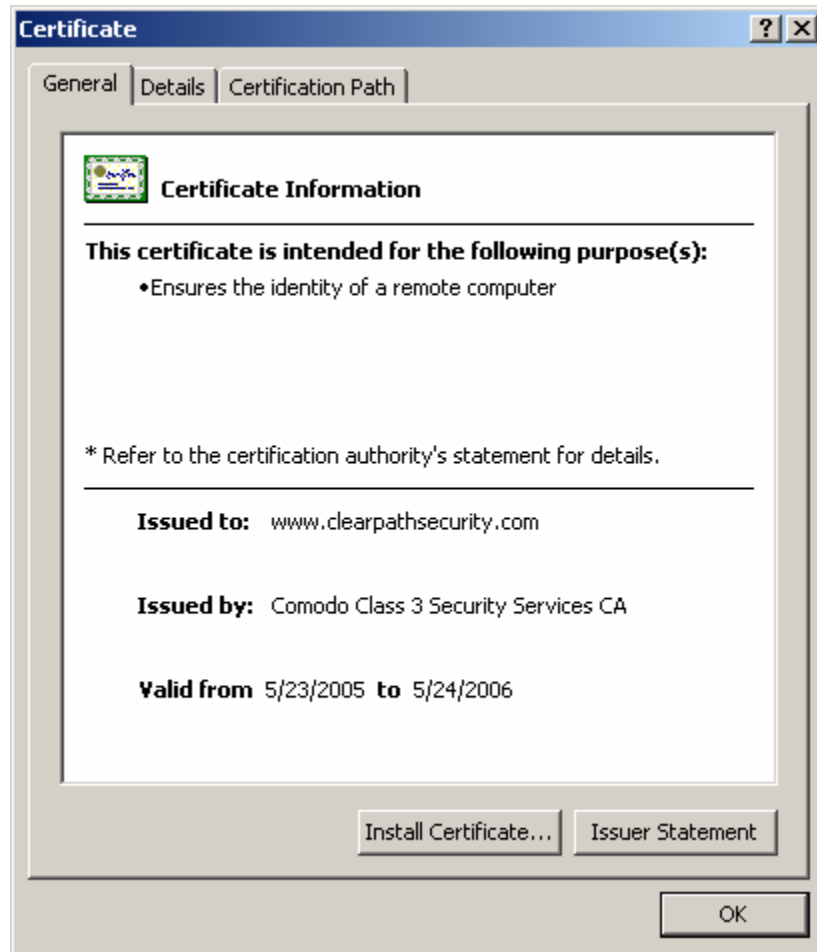 Certificate
General Details Certification Path
Certificate Information
This certificate is intended for the following purpose(s):
•Ensures the identity of a remote computer
* Refer to the certification authority's statement for details.
Issued to: www.clearpathsecurity.com
Issued by: Comodo Class 3 Security Services CA
Valid from 5/23/2005 to 5/24/2006
Install Certificate... Issuer Statement
OK